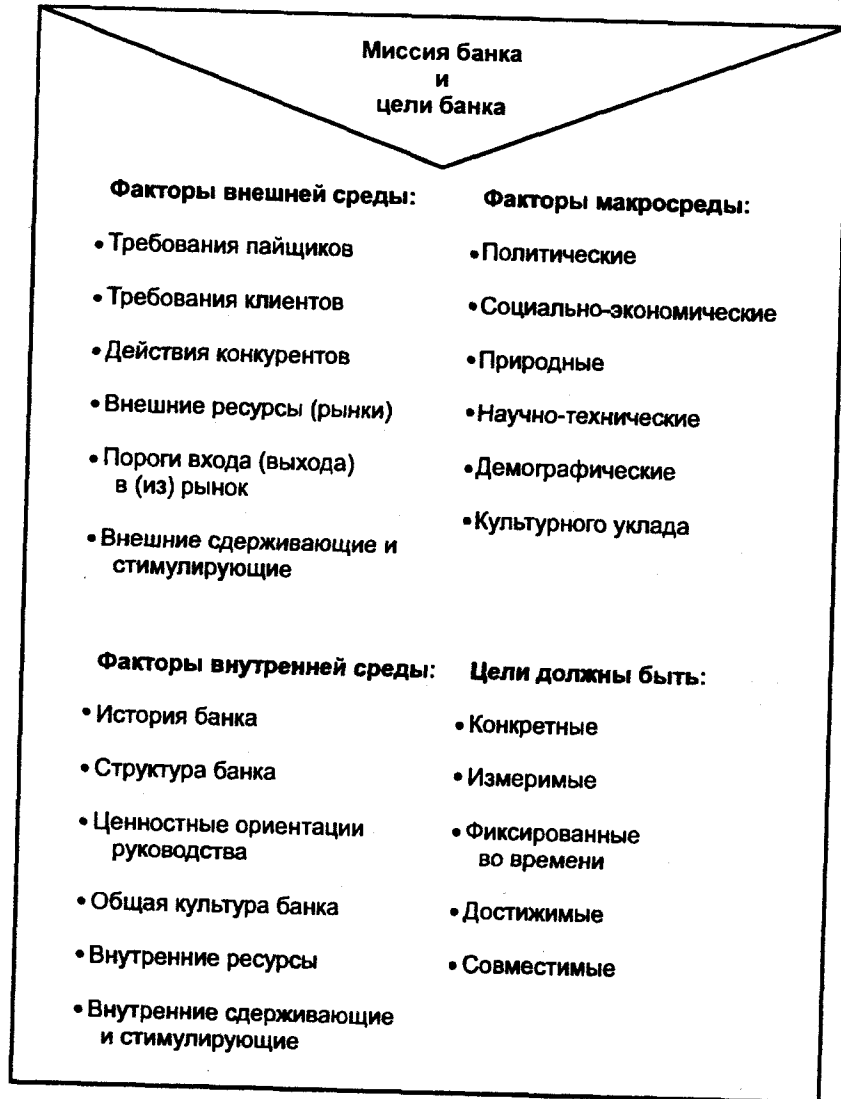 Миссия банка
и
цели банка
Факторы внешней среды:
• Требования пайщиков
• Требования клиентов
• Действия конкурентов
• Внешние ресурсы (рынки)
• Пороги входа (выхода)
в (из) рынок
• Внешние сдерживающие и
стимулирующие
Факторы макросреды:
• Политические
• Социально-экономические
• Природные
• Научно-технические
• Демографические
• Культурного уклада
Факторы внутренней среды:
• История банка
• Структура банка
• Ценностные ориентации
руководства
• Общая культура банка
• Внутренние ресурсы
• Внутренние сдерживающие
и стимулирующие
Цели должны быть:
• Конкретные
• Измеримые
• Фиксированные
во времени
• Достижимые
• Совместимые